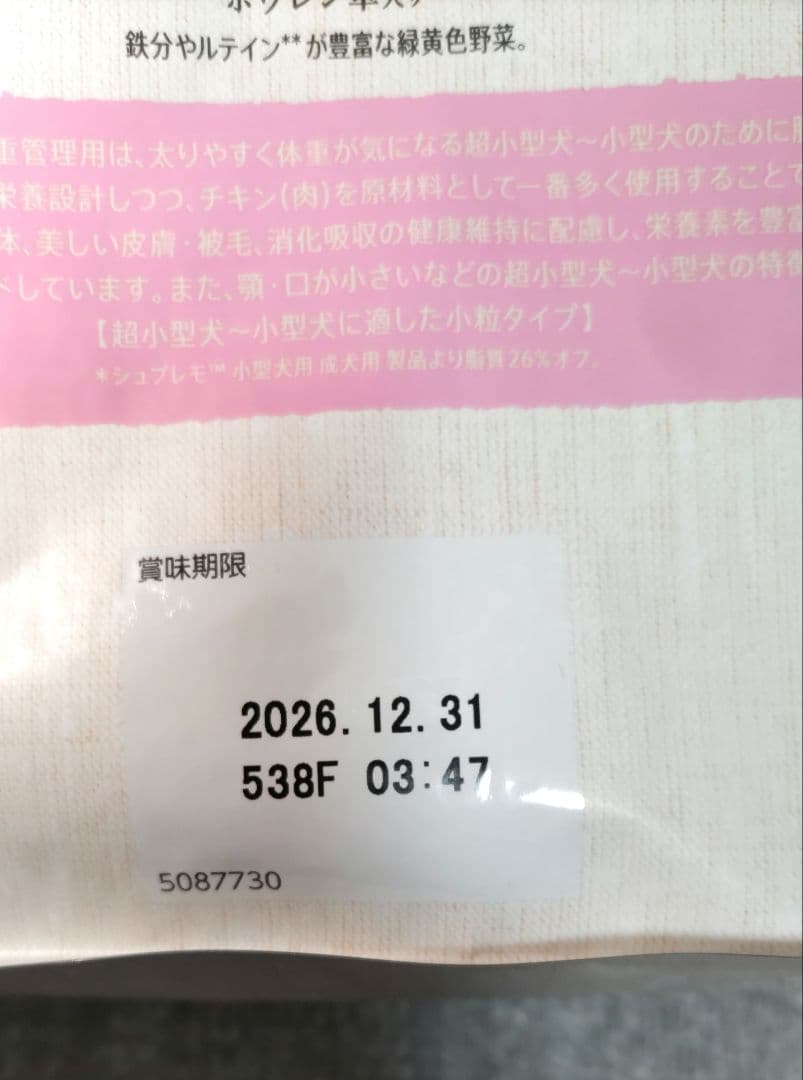 鉄分やルテイン**が豊富な緑黄色野菜。
重管理用は、太りやすく体重が気になる超小型犬～小型犬のために
栄養設計しつつ、チキン(肉)を原材料として一番多く使用することで
体、美しい皮膚・被毛、消化吸収の健康維持に配慮し、栄養素を豊富
しています。また、顎・口が小さいなどの超小型犬～小型犬の特徴
【超小型犬～小型犬に適した小粒タイプ】
*シュプレモ™ 小型犬用 成犬用 製品より脂質26%オフ。
賞味期限
2026.12.31
538F 03:47
5087730